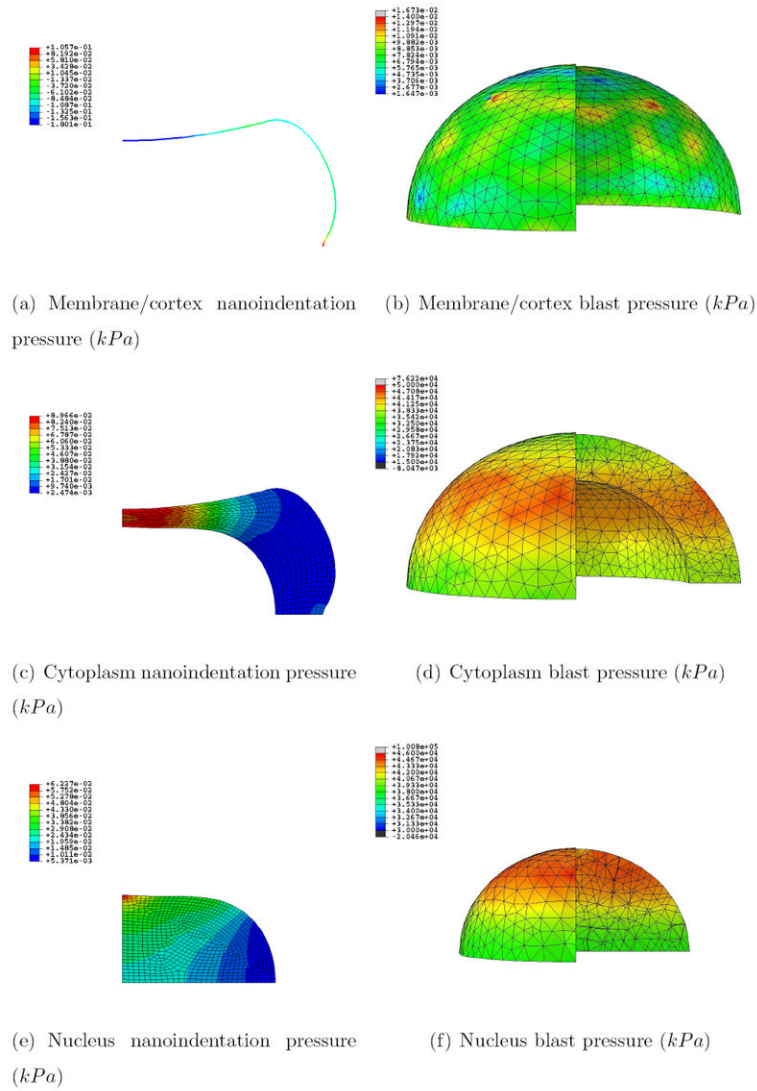 +1.057e-01
+8.192e-02
+5.810e-02
+3.428e-02
+1.045e-02
-1.337e-02
-3.720e-02
-6.102e-02
-8.484e-02
-1.087e-01
-1.325e-01
-1.563e-01
-1.801e-01
+1.673e-02
+1.400e-02
+1.297e-02
+1.194e-02
+1.091e-02
+9.882e-03
+8.853e-03
+7.824e-03
+6.794e-03
+5.765e-03
+4.735e-03
+3.706e-03
+2.677e-03
+1.647e-03
(a) Membrane/cortex nanoindentation
pressure (kPa)
(b) Membrane/cortex blast pressure (kPa)
+8.966e-02
+8.240e-02
+7.513e-02
+6.787e-02
+6.060e-02
+5.333e-02
+4.607e-02
+3.880e-02
+3.154e-02
+2.427e-02
+1.701e-02
+9.740e-03
+2.474e-03
+7.622e+04
+5.000e+04
+4.708e+04
+4.417e+04
+4.125e+04
+3.833e+04
+3.542e+04
+3.250e+04
+2.958e+04
+2.667e+04
+2.375e+04
+2.083e+04
+1.792e+04
+1.500e+04
-8.047e+03
(c) Cytoplasm nanoindentation pressure
(kPa)
(d) Cytoplasm blast pressure (kPa)
+6.227e-02
+5.752e-02
+5.278e-02
+4.804e-02
+4.330e-02
+3.856e-02
+3.382e-02
+2.908e-02
+2.434e-02
+1.959e-02
+1.485e-02
+1.011e-02
+5.371e-03
+1.008e+05
+4.600e+04
+4.467e+04
+4.333e+04
+4.200e+04
+4.067e+04
+3.933e+04
+3.800e+04
+3.667e+04
+3.533e+04
+3.400e+04
+3.267e+04
+3.133e+04
+3.000e+04
-2.046e+04
(e) Nucleus nanoindentation pressure
(kPa)
(f) Nucleus blast pressure (kPa)